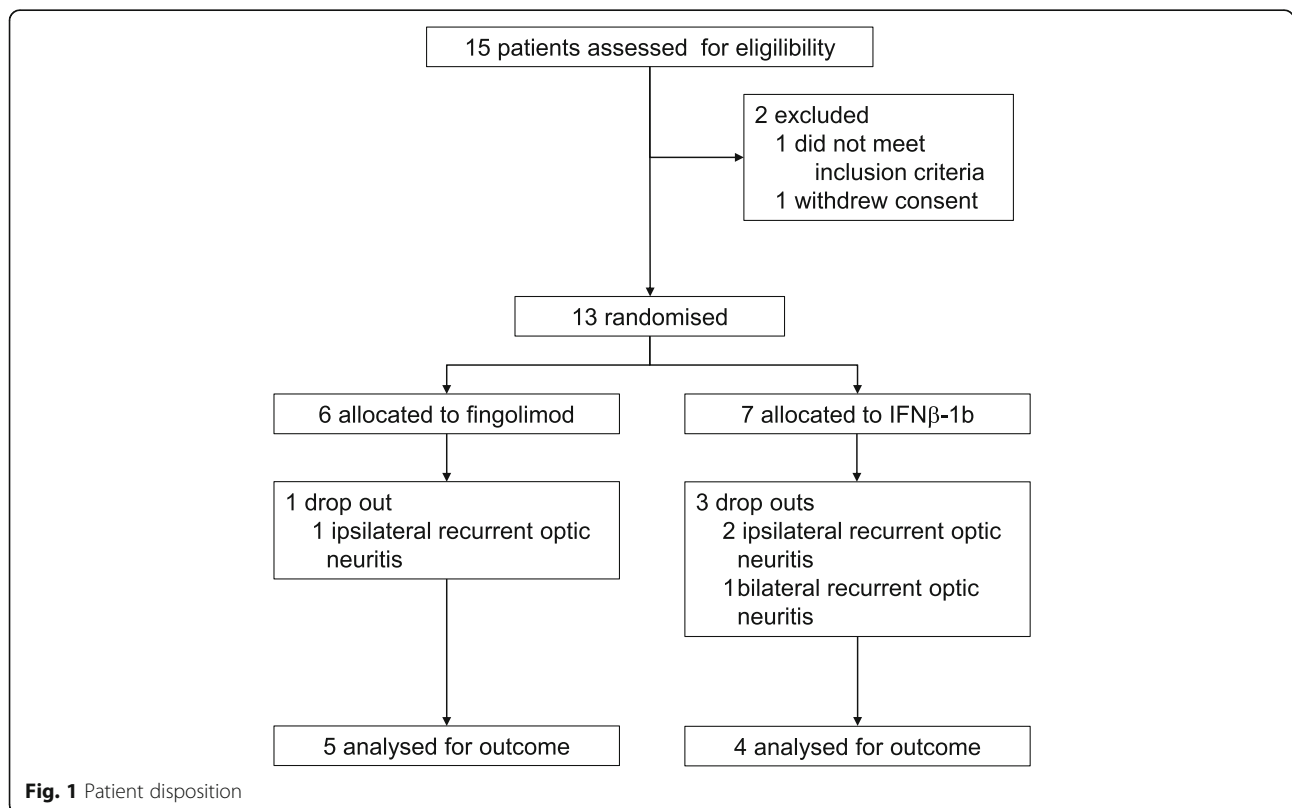 15 patients assessed for eligilibility
2 excluded
1 did not meet
inclusion criteria
1 withdrew consent
13 randomised
6 allocated to fingolimod
7 allocated to IFNβ-1b
1 drop out
1 ipsilateral recurrent optic
neuritis
3 drop outs
2 ipsilateral recurrent optic
neuritis
1bilateral recurrent optic
neuritis
5 analysed for outcome
4 analysed for outcome
Fig. 1 Patient disposition